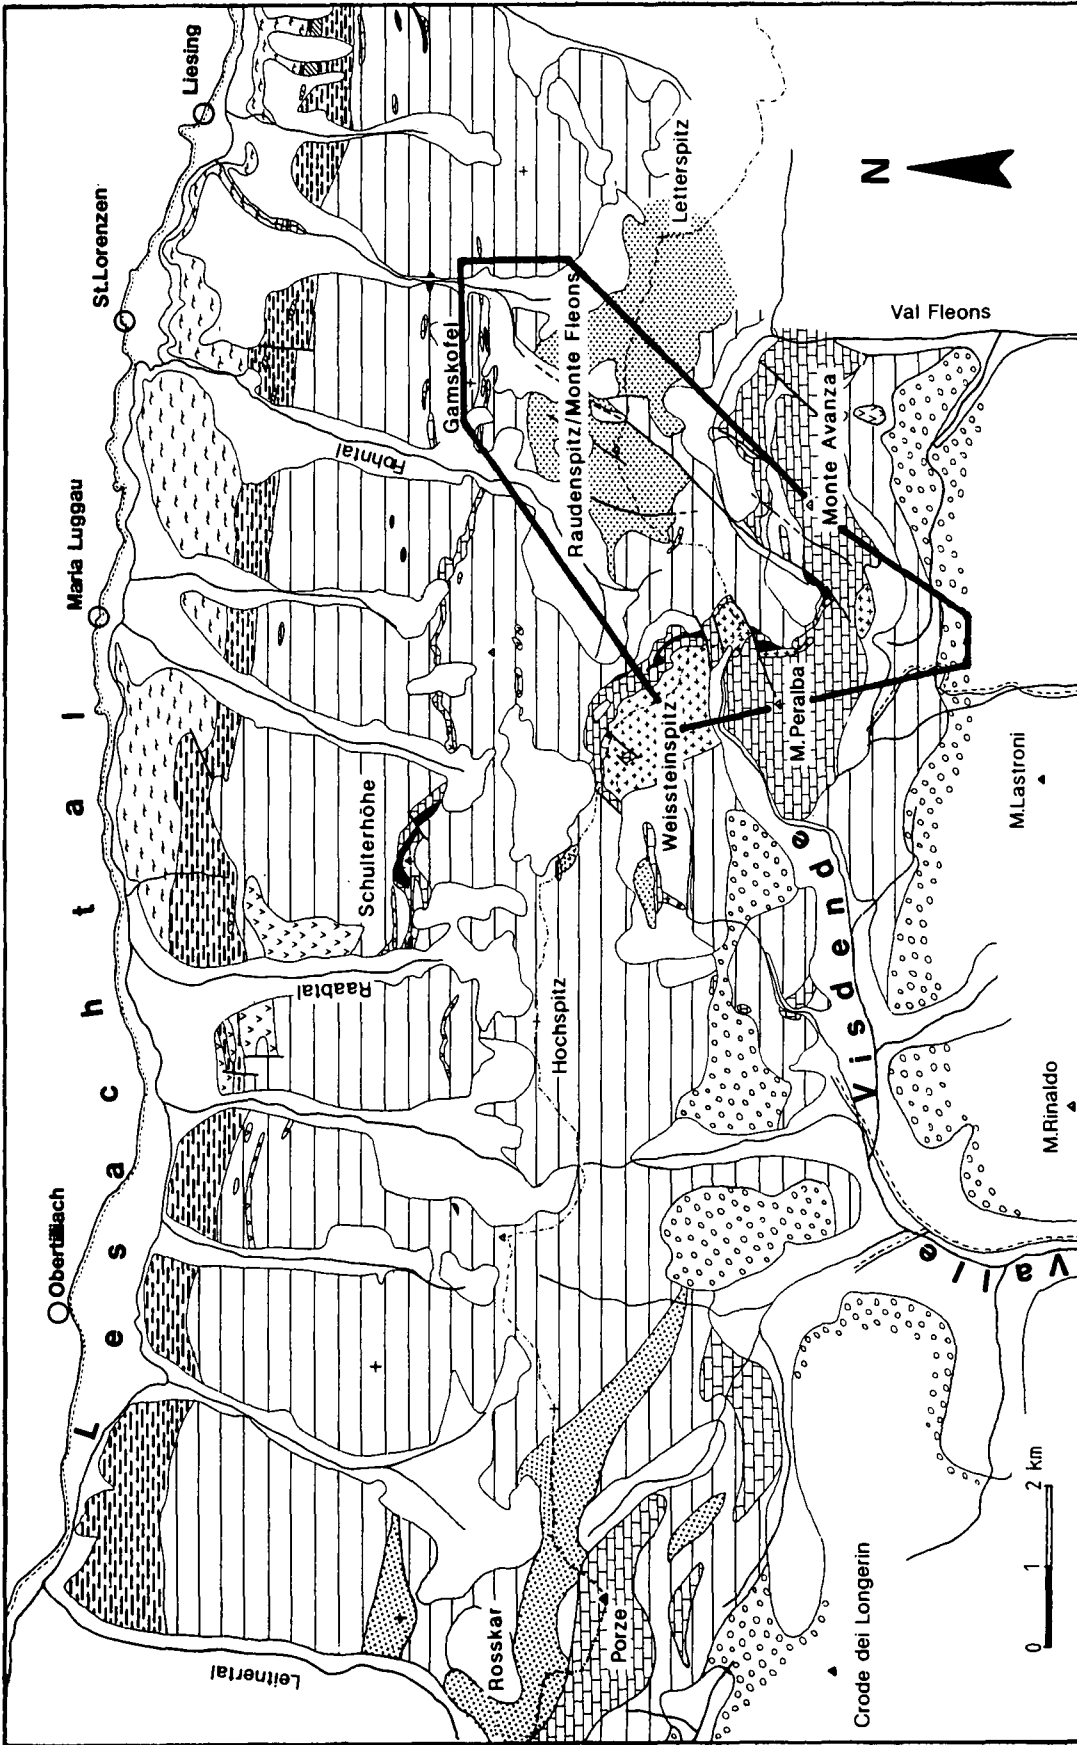 Lesachtal
Obertilliach
Maria Luggau
St.Lorenzen
Liesing
Leitnertal
Raabtal
Schulterhöhe
Rohntal
Gamskofel
Rosskar
Hochspitz
Raudenspitz/Monte Fleons
Letterspitz
Porze
Weissteinspitz
M. Peralba
Monte Avanza
Val Fleons
Valle Visdende
Crode dei Longerin
M.Rinaldo
M.Lastroni
N
0 1 2 km